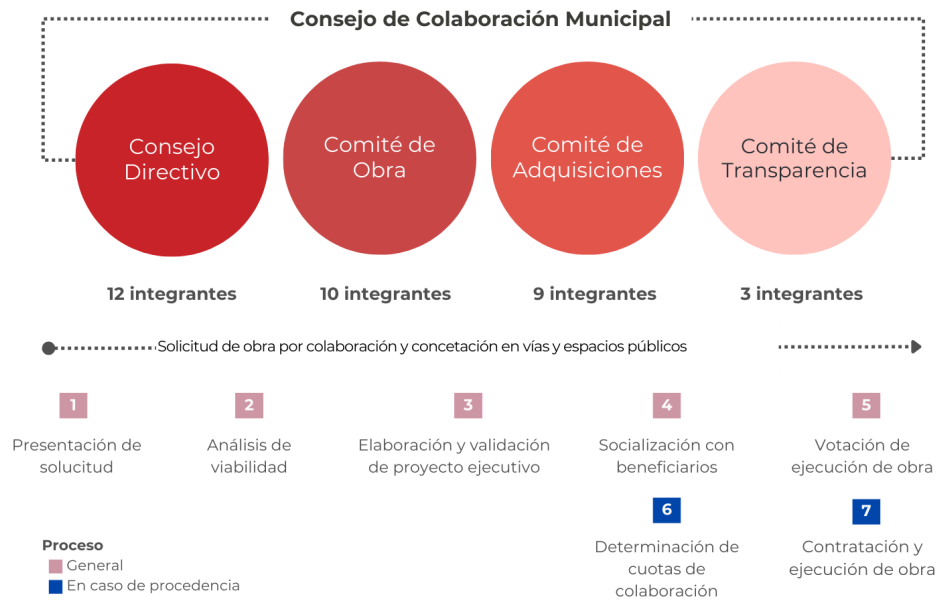 Consejo de Colaboración Municipal
Consejo
Directivo
Comité de
Obra
Comité de
Adquisiciones
Comité de
Transparencia
12 integrantes
10 integrantes
9 integrantes
3 integrantes
Solicitud de obra por colaboración y concetación en vías y espacios públicos
1
Presentación de
solucitud
2
Análisis de
viabilidad
3
Elaboración y validación
de proyecto ejecutivo
4
Socialización con
beneficiarios
5
Votación de
ejecución de obra
6
Determinación de
cuotas de
colaboración
7
Contratación y
ejecución de obra
Proceso
General
En caso de procedencia